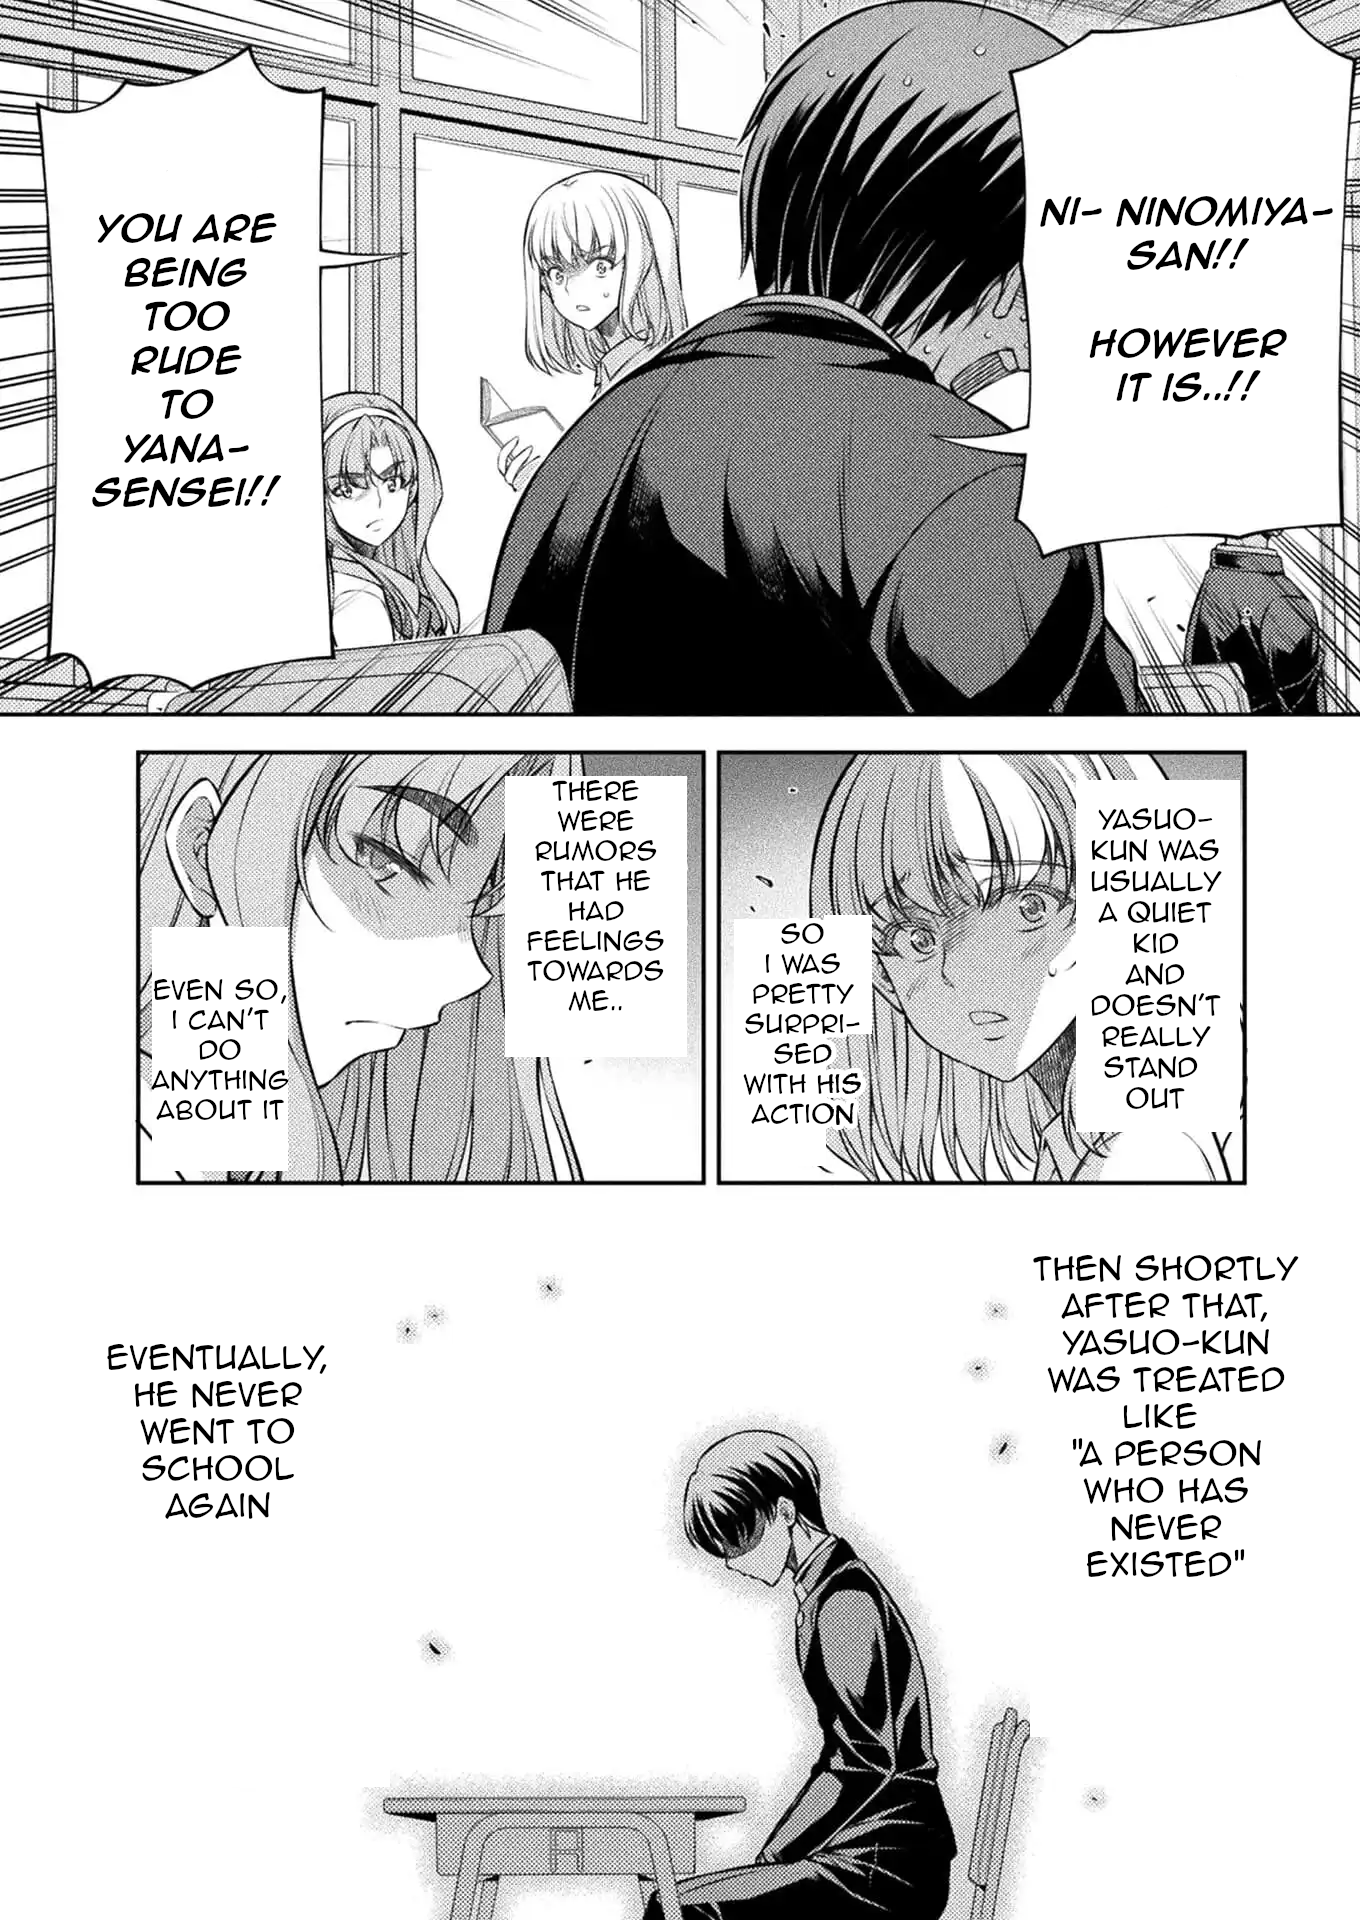 NI- NINOMIYA-
SAN!!
HOWEVER
IT IS..!!
YOU ARE
BEING
TOO
RUDE
TO
YANA-
SENSEI!!
YASUO-
KUN WAS
USUALLY
A QUIET
KID
AND
DOESN'T
REALLY
STAND
OUT
SO
I WAS
PRETTY
SURPRI-
SED
WITH HIS
ACTION
THERE
WERE
RUMORS
THAT HE
HAD
FEELINGS
TOWARDS
ME..
EVEN SO,
I CAN'T
DO
ANYTHING
ABOUT IT
THEN SHORTLY
AFTER THAT,
YASUO-KUN
WAS TREATED
LIKE
"A PERSON
WHO HAS
NEVER
EXISTED"
EVENTUALLY,
HE NEVER
WENT TO
SCHOOL
AGAIN